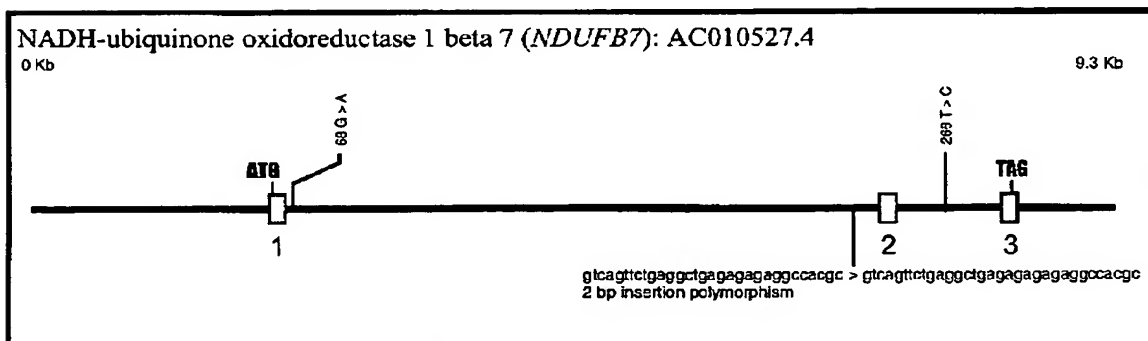 NADH-ubiquinone oxidoreductase 1 beta 7 (NDUFB7): AC010527.4
0 Kb
9.3 Kb
68 G > A
268 T > C
ATG
TAG
1
2
3
gtcagttctgaggctgagagagaggccacgc > gtcagttctgaggctgagagagagaggccacgc
2 bp insertion polymorphism